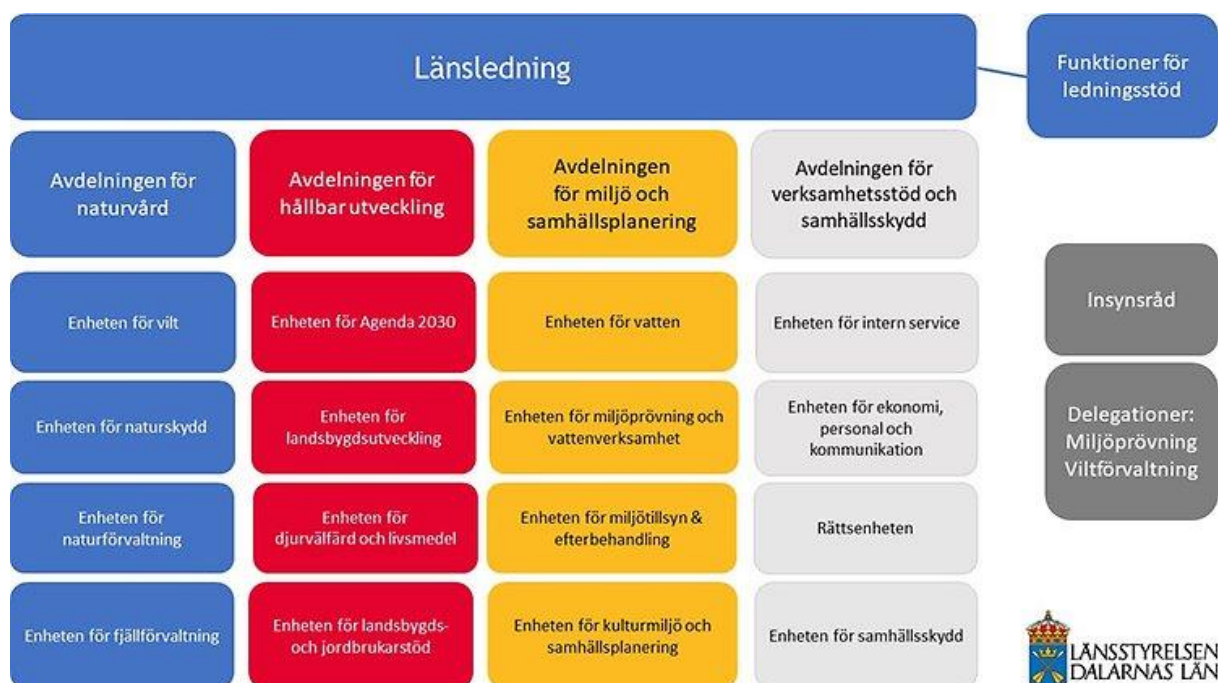 Länsledning
Funktioner för
ledningsstöd
Avdelningen för
naturvård
Avdelningen för
hållbar utveckling
Avdelningen
för miljö och
samhällsplanering
Avdelningen för
verksamhetsstöd och
samhällsskydd
Enheten för vilt
Enheten för Agenda 2030
Enheten för vatten
Enheten för intern service
Insynsråd
Enheten för naturskydd
Enheten för
landsbygdsutveckling
Enheten för miljöprövning och
vattenverksamhet
Enheten för ekonomi,
personal och
kommunikation
Delegationer:
Miljöprövning
Viltförvaltning
Enheten för
naturförvaltning
Enheten för
djurvälfärd och livsmedel
Enheten för miljötillsyn &
efterbehandling
Rättsenheten
Enheten för fjällförvaltning
Enheten för landsbygds-
och jordbrukarstöd
Enheten för kulturmiljö och
samhällsplanering
Enheten för samhällsskydd
LÄNSSTYRELSEN
DALARNAS LÄN